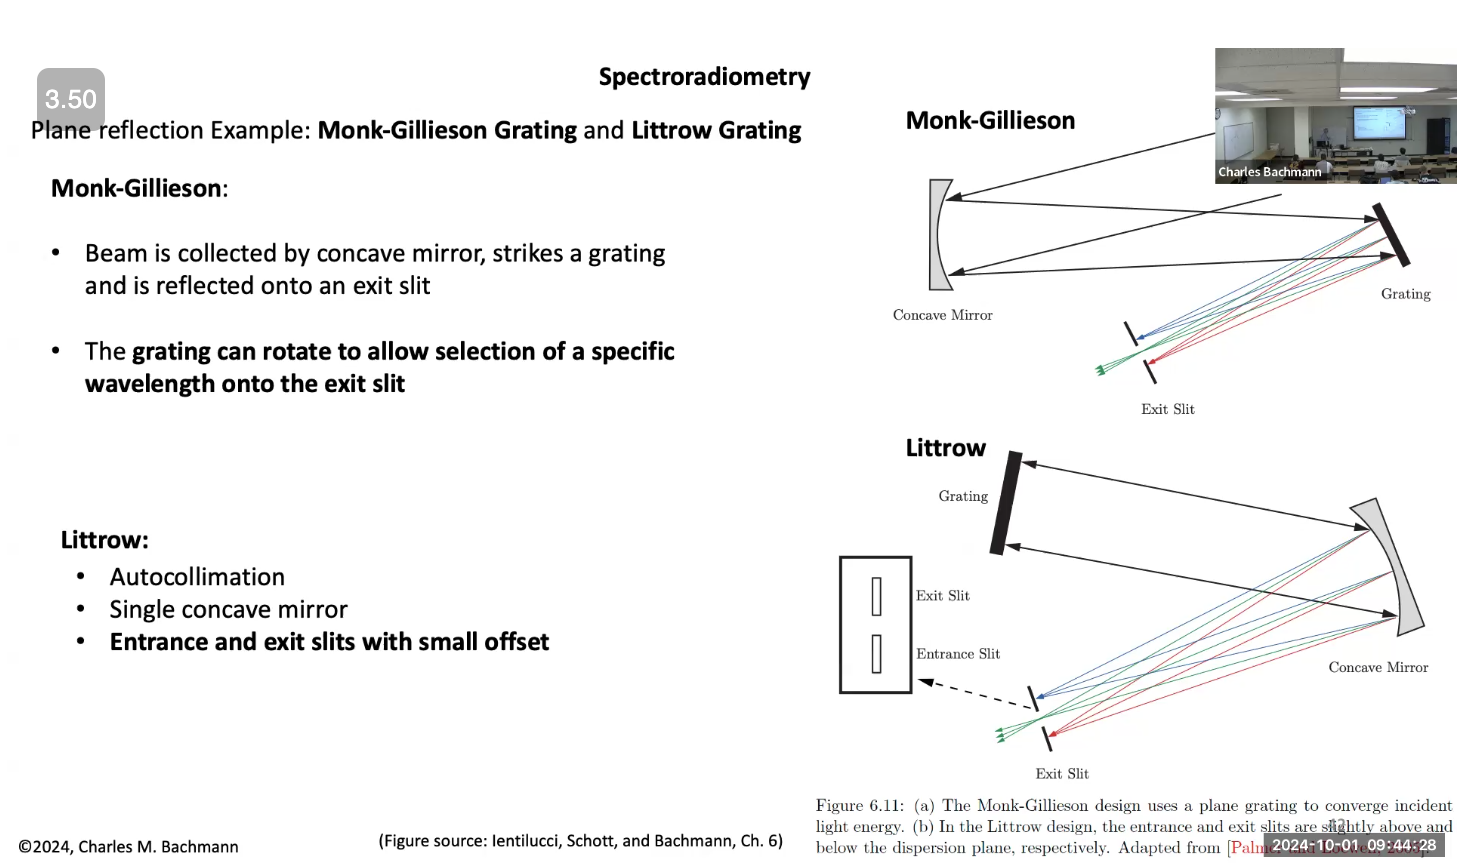 Spectroradiometry
3.50
Plane reflection Example: Monk-Gillieson Grating and Littrow Grating
Monk-Gillieson:
• Beam is collected by concave mirror, strikes a grating
and is reflected onto an exit slit
• The grating can rotate to allow selection of a specific
wavelength onto the exit slit
Littrow:
• Autocollimation
• Single concave mirror
• Entrance and exit slits with small offset
Monk-Gillieson
Charles Bachmann
Grating
Concave Mirror
Exit Slit
Littrow
Grating
Exit Slit
Entrance Slit
Concave Mirror
Exit Slit
Figure 6.11: (a) The Monk-Gillieson design uses a plane grating to converge incident
light energy. (b) In the Littrow design, the entrance and exit slits are slightly above and
below the dispersion plane, respectively. Adapted from
2024-10-01 09:44:28
(Figure source: Ientilucci, Schott, and Bachmann, Ch. 6)
©2024, Charles M. Bachmann